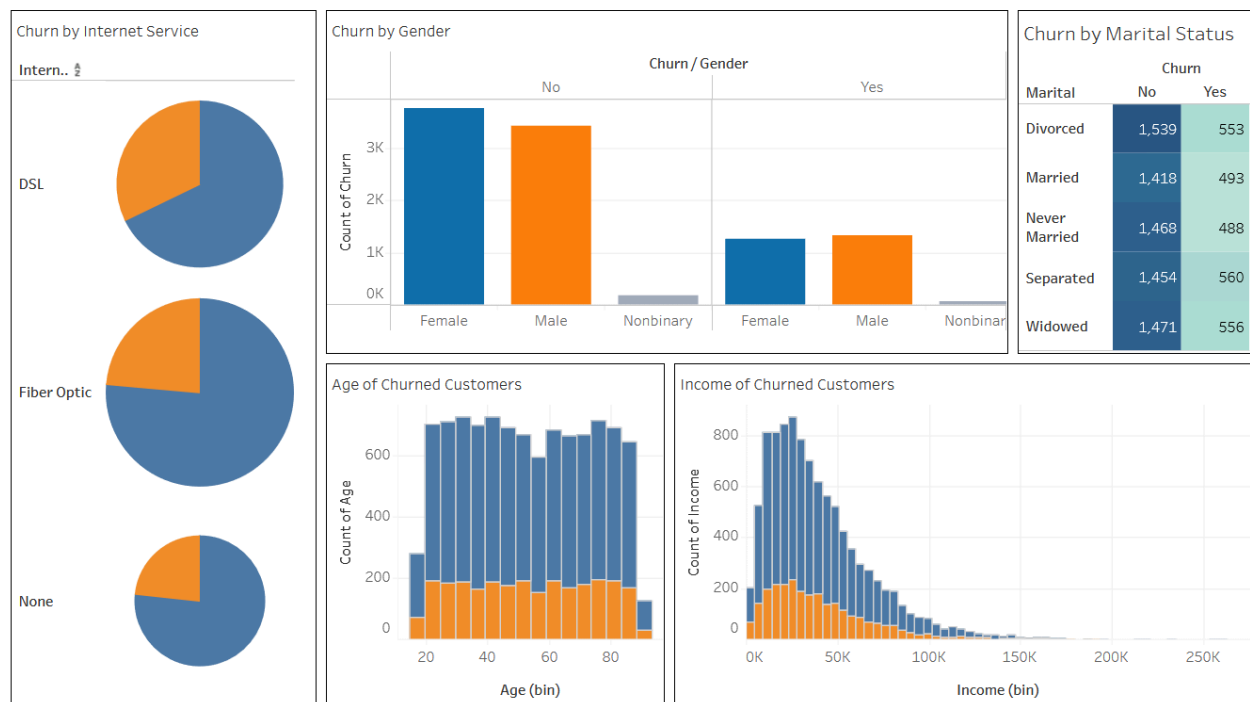 Churn by Internet Service
Intern..
DSL
Fiber Optic
None
Churn by Gender
Churn / Gender
No
Yes
Count of Churn
3K
2K
1K
0K
Female
Male
Nonbinary
Female
Male
Nonbinar
Churn by Marital Status
Churn
Marital No Yes
Divorced 1,539 553
Married 1,418 493
Never
Married 1,468 488
Separated 1,454 560
Widowed 1,471 556
Age of Churned Customers
Count of Age
600
400
200
0
20 40 60 80
Age (bin)
Income of Churned Customers
Count of Income
800
600
400
200
0
0K 50K 100K 150K 200K 250K
Income (bin)